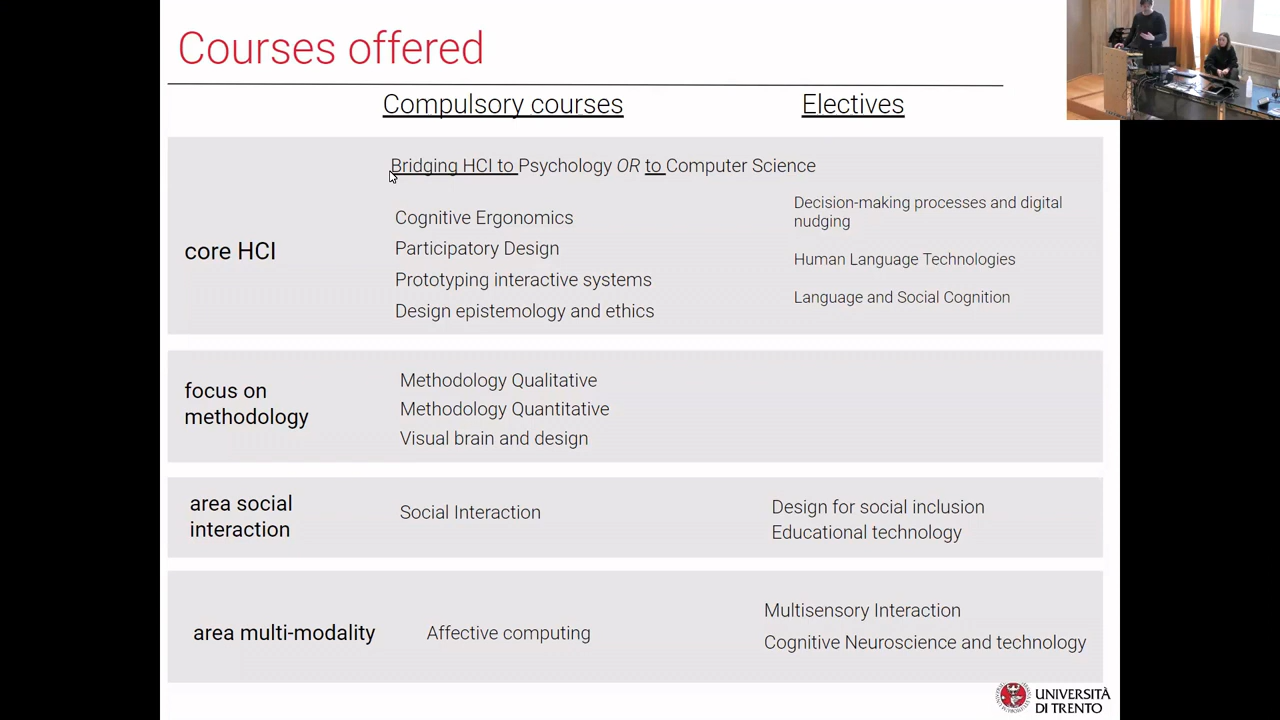 Courses offered
Compulsory courses
Electives
Bridging HCI to Psychology OR to Computer Science
core HCI
Cognitive Ergonomics
Participatory Design
Prototyping interactive systems
Design epistemology and ethics
Decision-making processes and digital
nudging
Human Language Technologies
Language and Social Cognition
focus on
methodology
Methodology Qualitative
Methodology Quantitative
Visual brain and design
area social
interaction
Social Interaction
Design for social inclusion
Educational technology
area multi-modality
Affective computing
Multisensory Interaction
Cognitive Neuroscience and technology
UNIVERSITÀ
DI TRENTO